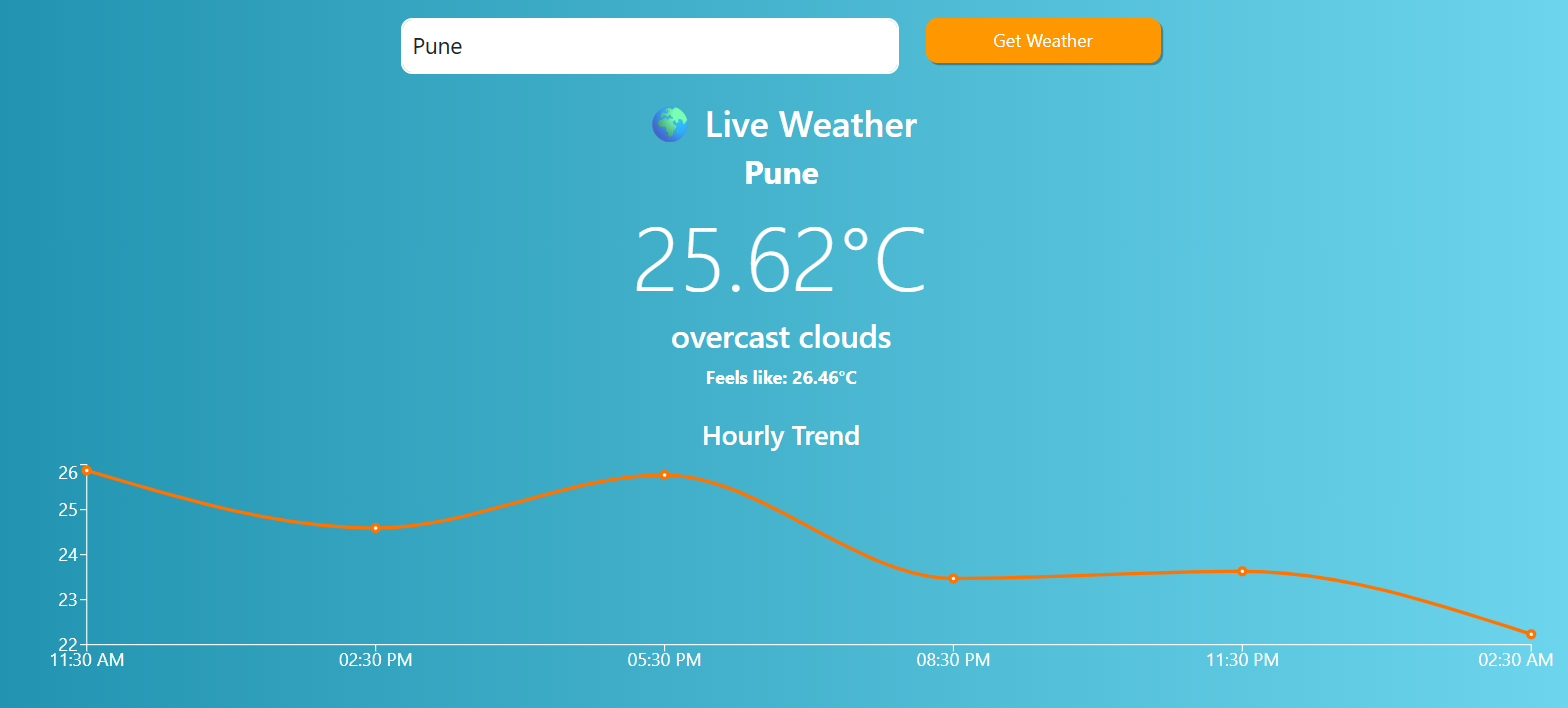 Pune
Get Weather
Live Weather
Pune
25.62°C
overcast clouds
Feels like: 26.46°C
Hourly Trend
26
25
24
23
22
11:30 AM 02:30 PM 05:30 PM 08:30 PM 11:30 PM 02:30 AM